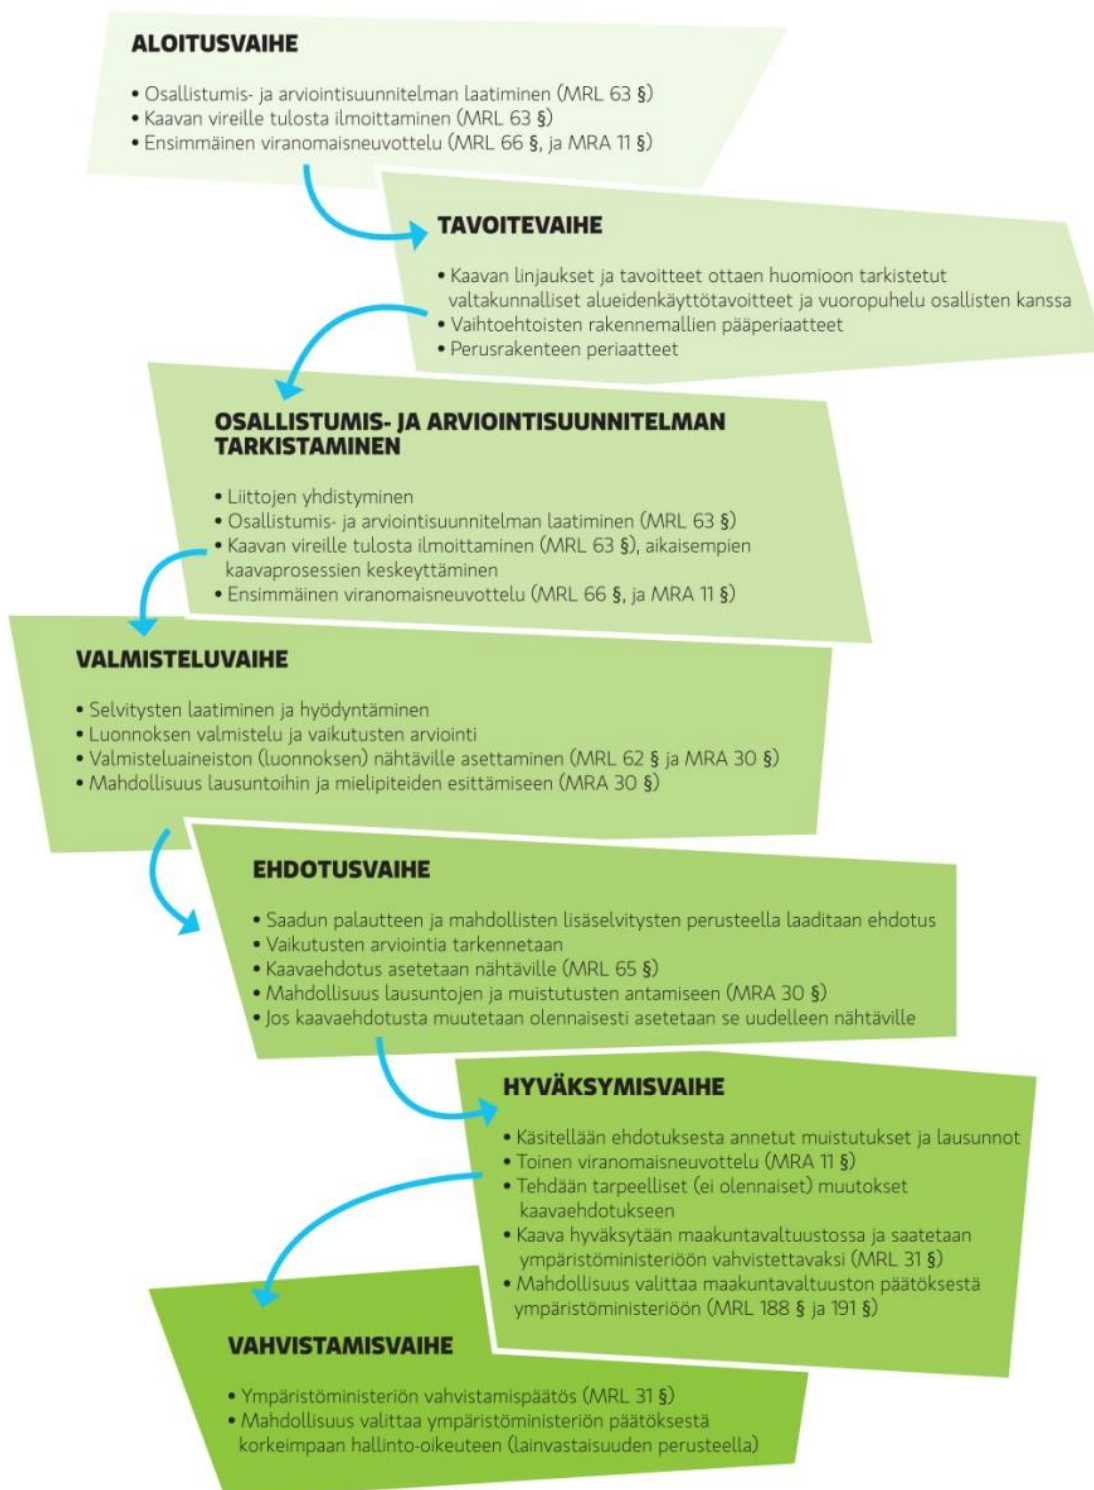 ALOITUSVAIHE
• Osallistumis- ja arviointisuunnitelman laatiminen (MRL 63 §)
• Kaavan vireille tulosta ilmoittaminen (MRL 63 §)
• Ensimmäinen viranomaisneuvottelu (MRL 66 §, ja MRA 11 §)
TAVOITEVAIHE
• Kaavan linjaukset ja tavoitteet ottaen huomioon tarkistetut
valtakunnalliset alueidenkäyttötavoitteet ja vuoropuhelu osallisten kanssa
• Vaihtoehtoisten rakennemallien pääperiaatteet
• Perusrakenteen periaatteet
OSALLISTUMIS- JA ARVIOINTISUUNNITELMAN
TARKISTAMINEN
• Liittojen yhdistyminen
• Osallistumis- ja arviointisuunnitelman laatiminen (MRL 63 §)
• Kaavan vireille tulosta ilmoittaminen (MRL 63 §), aikaisempien
kaavaprosessien keskeyttäminen
• Ensimmäinen viranomaisneuvottelu (MRL 66 §, ja MRA 11 §)
VALMISTELUVAIHE
• Selvitysten laatiminen ja hyödyntäminen
• Luonnoksen valmistelu ja vaikutusten arviointi
• Valmisteluaineiston (luonnoksen) nähtäville asettaminen (MRL 62 § ja MRA 30 §)
• Mahdollisuus lausuntoihin ja mielipiteiden esittämiseen (MRA 30 §)
EHDOTUSVAIHE
• Saadun palautteen ja mahdollisten lisäselvitysten perusteella laaditaan ehdotus
• Vaikutusten arviointia tarkennetaan
• Kaavaehdotus asetetaan nähtäville (MRL 65 §)
• Mahdollisuus lausuntojen ja muistutusten antamiseen (MRA 30 §)
• Jos kaavaehdotusta muutetaan olennaisesti asetetaan se uudelleen nähtäville
HYVÄKSYMISVAIHE
• Käsitellään ehdotuksesta annetut muistutukset ja lausunnot
• Toinen viranomaisneuvottelu (MRA 11 §)
• Tehdään tarpeelliset (ei olennaiset) muutokset
kaavaehdotukseen
• Kaava hyväksytään maakuntavaltuustossa ja saatetaan
ympäristöministeriöön vahvistettavaksi (MRL 31 §)
• Mahdollisuus valittaa maakuntavaltuuston päätöksestä
ympäristöministeriöön (MRL 188 § ja 191 §)
VAHVISTAMISVAIHE
• Ympäristöministeriön vahvistamispäätös (MRL 31 §)
• Mahdollisuus valittaa ympäristöministeriön päätöksestä
korkeimpaan hallinto-oikeuteen (lainvastaisuuden perusteella)